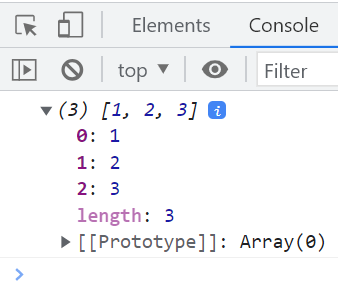 Elements Console
top Filter
(3) [1, 2, 3] i
0: 1
1: 2
2: 3
length: 3
[[Prototype]]: Array(0)
>